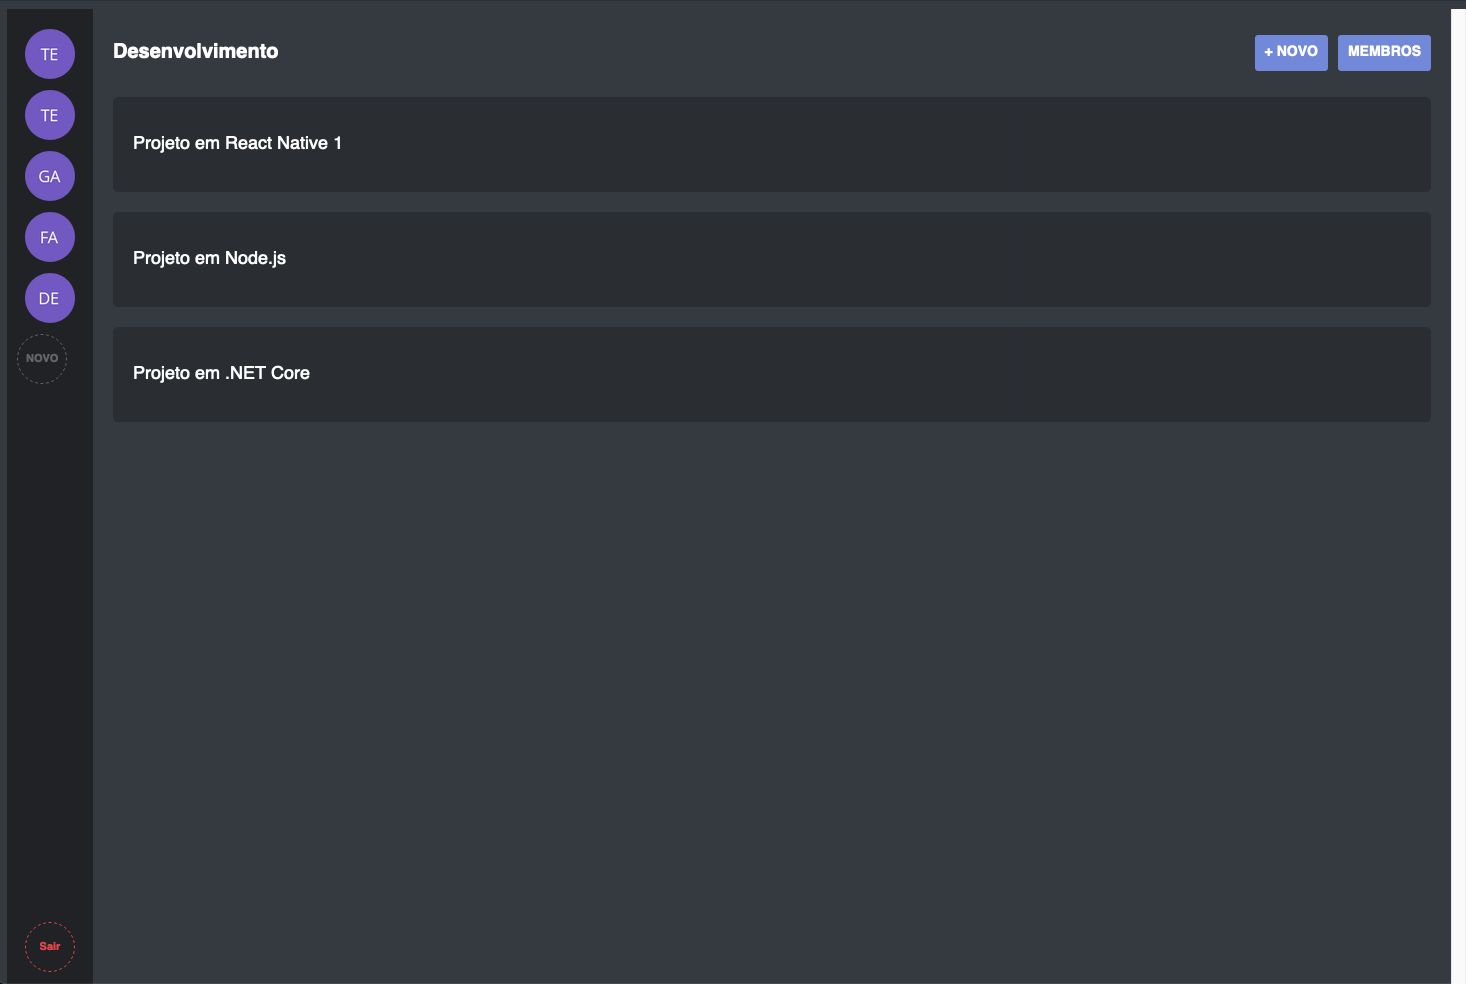 TE
TE
GA
FA
DE
NOVO
Sair
Desenvolvimento
+ NOVO
MEMBROS
Projeto em React Native 1
Projeto em Node.js
Projeto em .NET Core